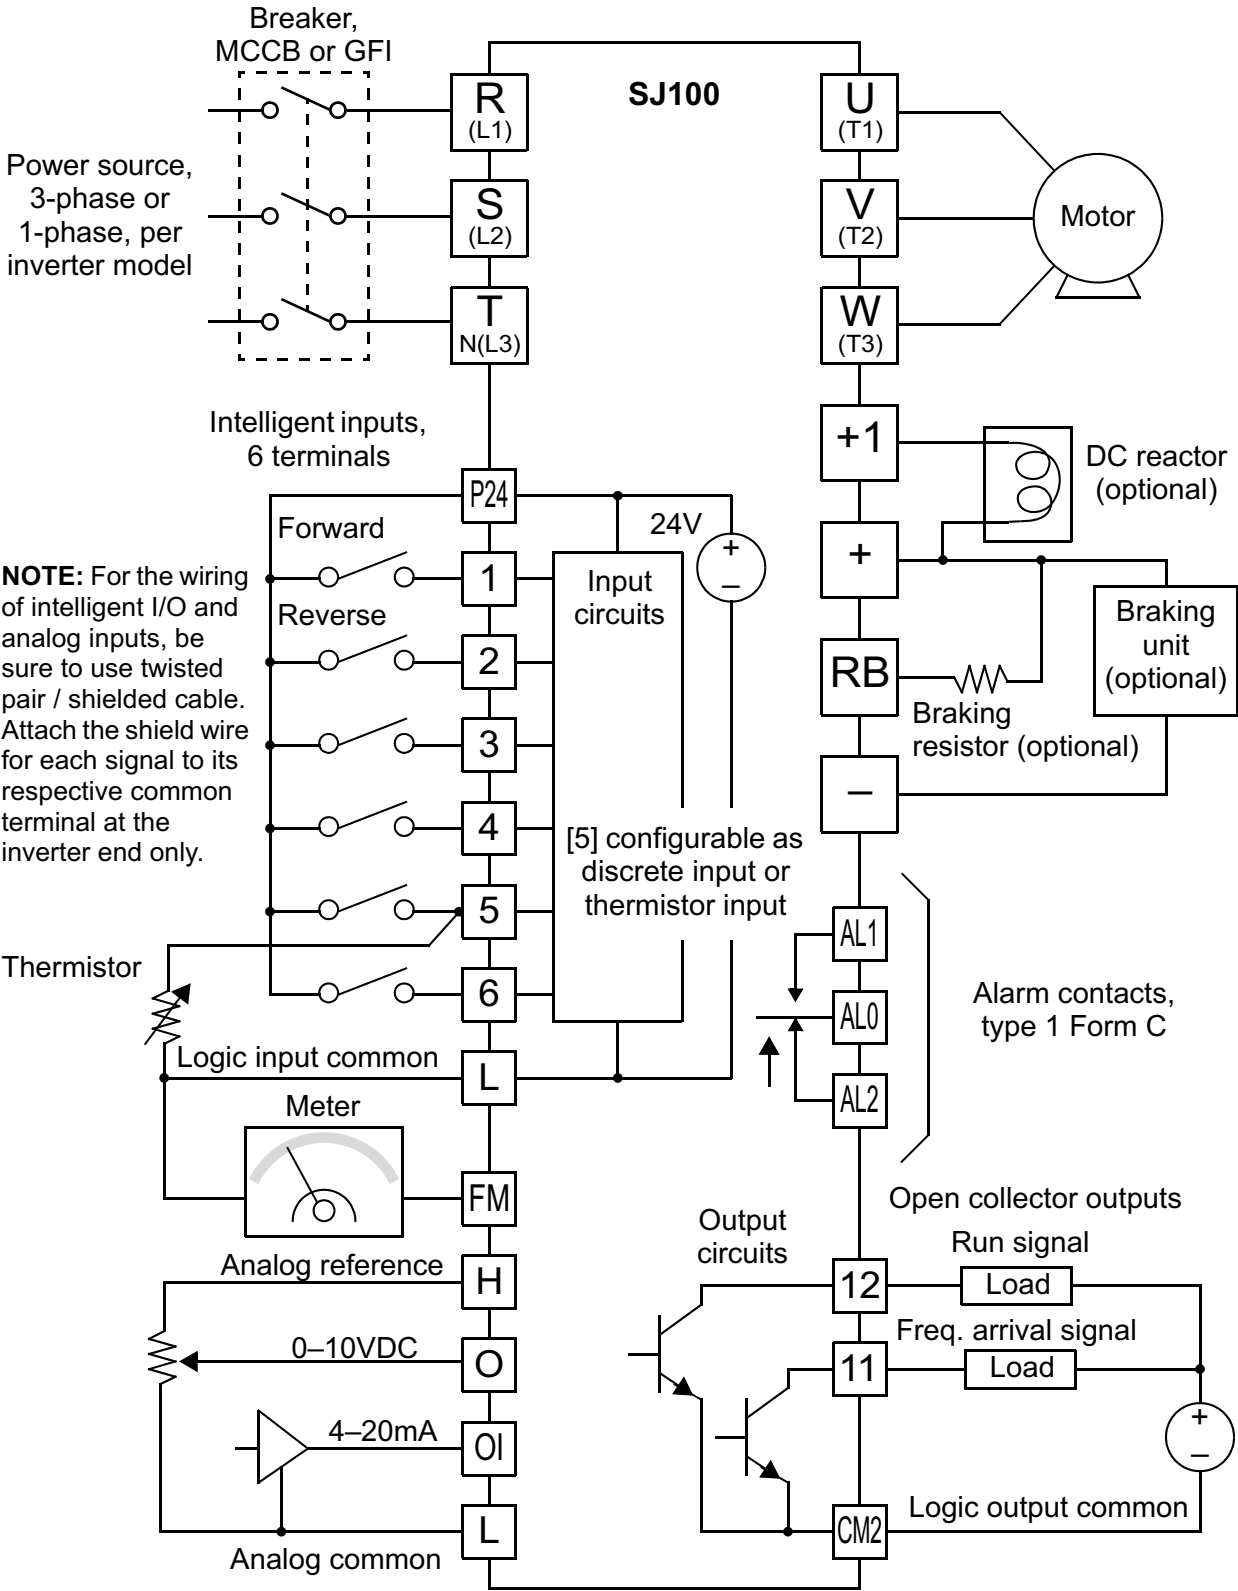 Breaker,
MCCB or GFI
SJ100
R
(L1)
S
(L2)
T
N(L3)
U
(T1)
V
(T2)
W
(T3)
Motor
Power source,
3-phase or
1-phase, per
inverter model
Intelligent inputs,
6 terminals
+1
DC reactor
(optional)
P24
24V
+
–
Forward
1
Input
circuits
+
Braking
unit
(optional)
NOTE: For the wiring
of intelligent I/O and
analog inputs, be
sure to use twisted
pair / shielded cable.
Attach the shield wire
for each signal to its
respective common
terminal at the
inverter end only.
Reverse
2
RB
Braking
resistor (optional)
3
–
4
[5] configurable as
discrete input or
thermistor input
5
AL1
Thermistor
6
AL0
Alarm contacts,
type 1 Form C
Logic input common
L
AL2
Meter
FM
Open collector outputs
Output
circuits
Run signal
Analog reference
H
12
Load
Freq. arrival signal
0–10VDC
O
11
Load
+
–
4–20mA
OI
Logic output common
L
CM2
Analog common